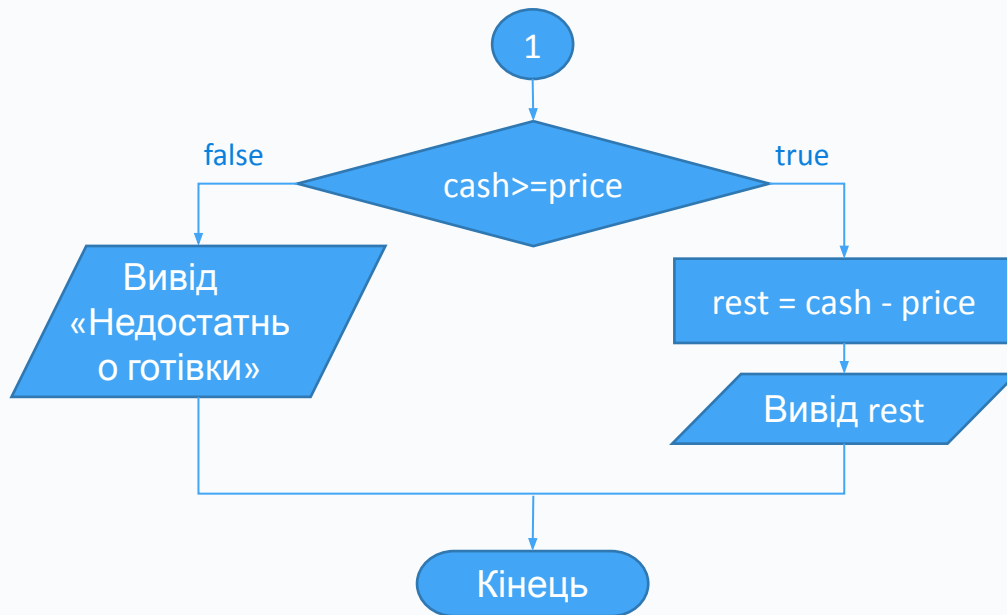 1
false
true
cash>=price
Вивід
«Недостатнь
о готівки»
rest = cash - price
Вивід rest
Кінець